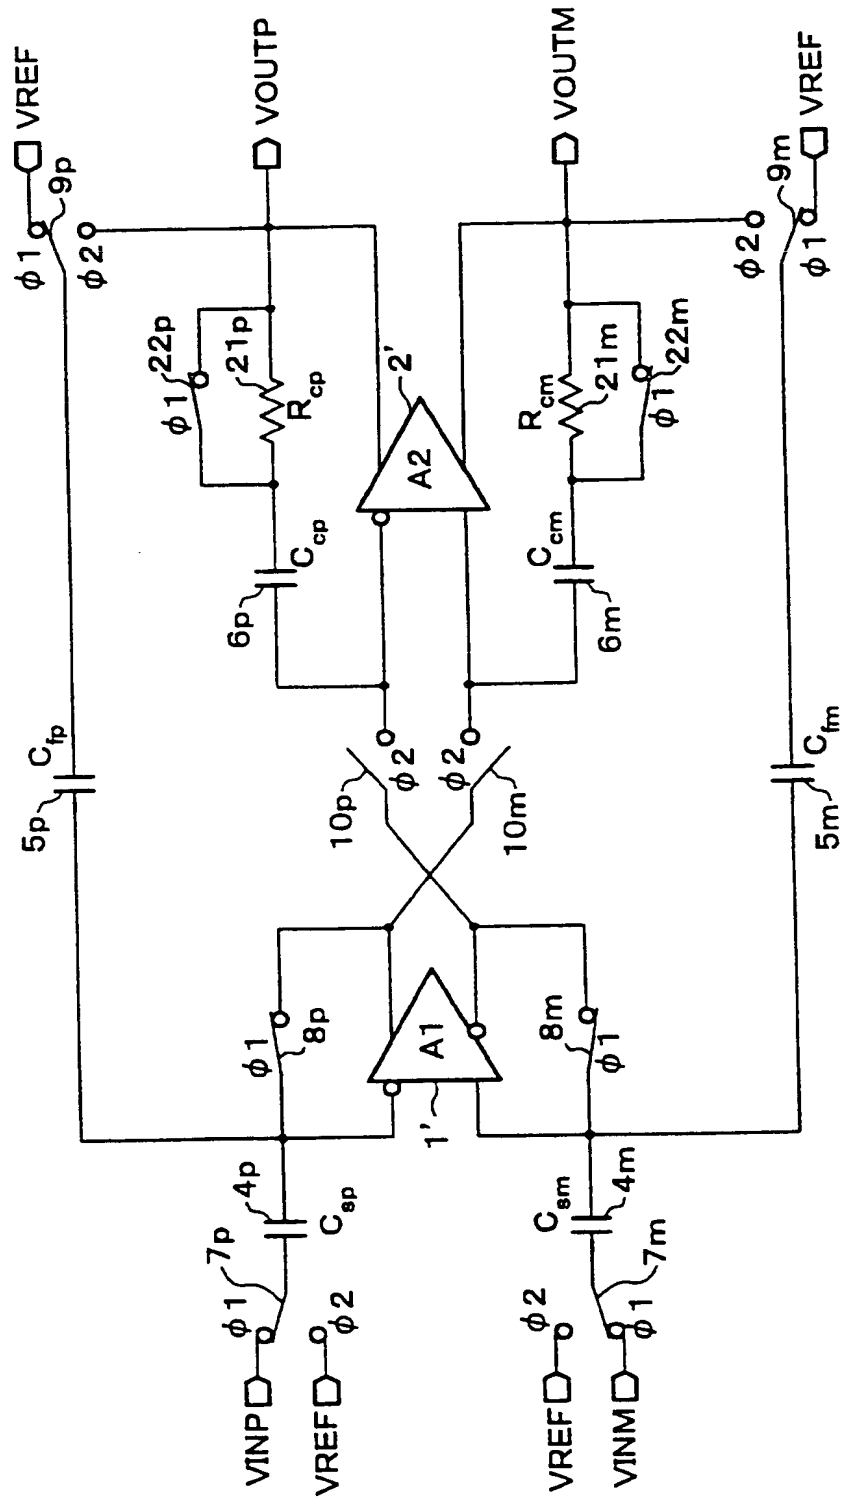 VREF
φ1
9p
φ2
VOUTP
Cfp
5p
22p
φ1
21p
Rcp
Ccp
6p
2'
A2
10p
φ2
φ1
8p
A1
1'
4p
Csp
7p
φ1
VINP
φ2
VREF
VOUTM
Rcm
21m
φ1
22m
Ccm
6m
φ2
10m
8m
φ1
Csm
4m
φ2
7m
φ1
VREF
VINM
φ2
9m
φ1
VREF
Cfm
5m